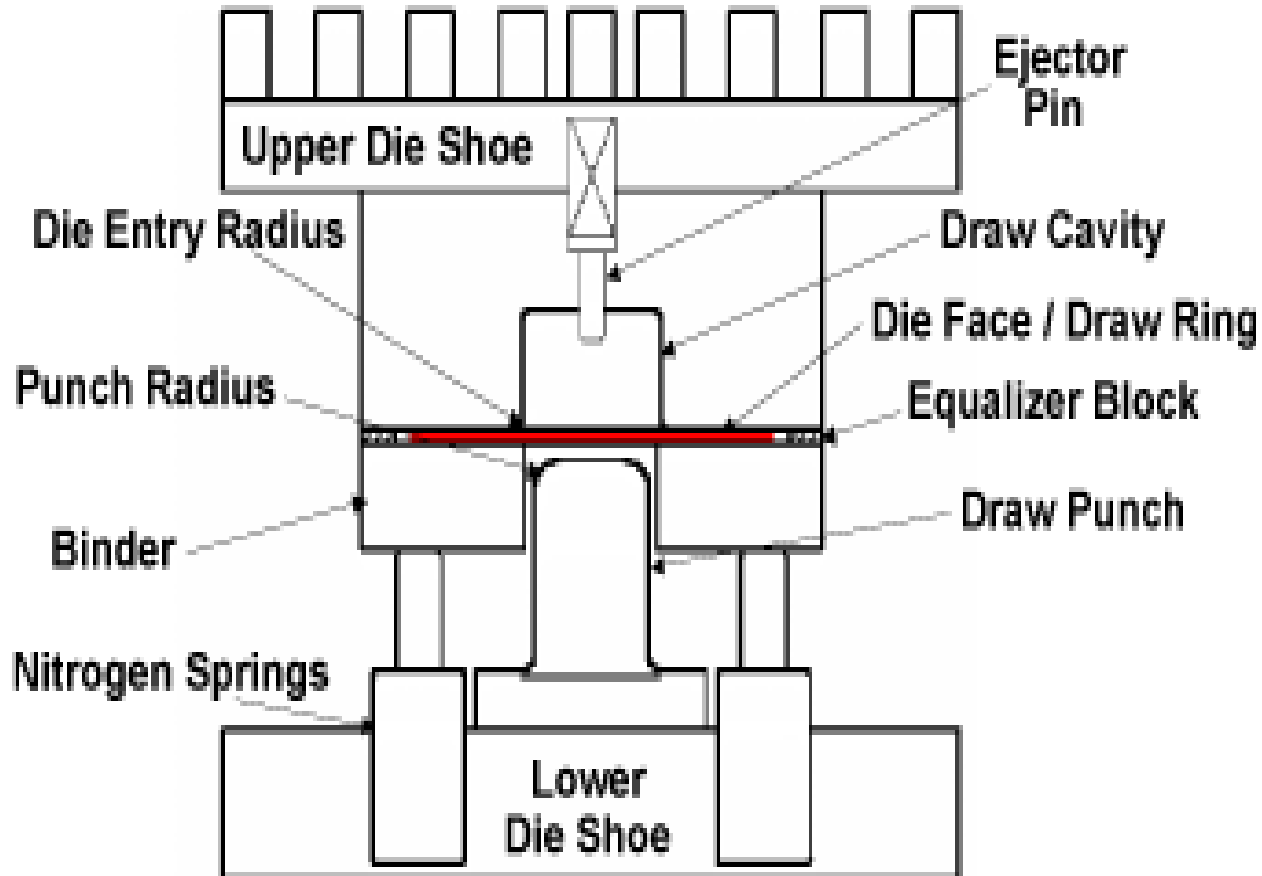 Ejector
Pin
Upper Die Shoe
Die Entry Radius
Draw Cavity
Die Face / Draw Ring
Punch Radius
Equalizer Block
Draw Punch
Binder
Nitrogen Springs
Lower
Die Shoe